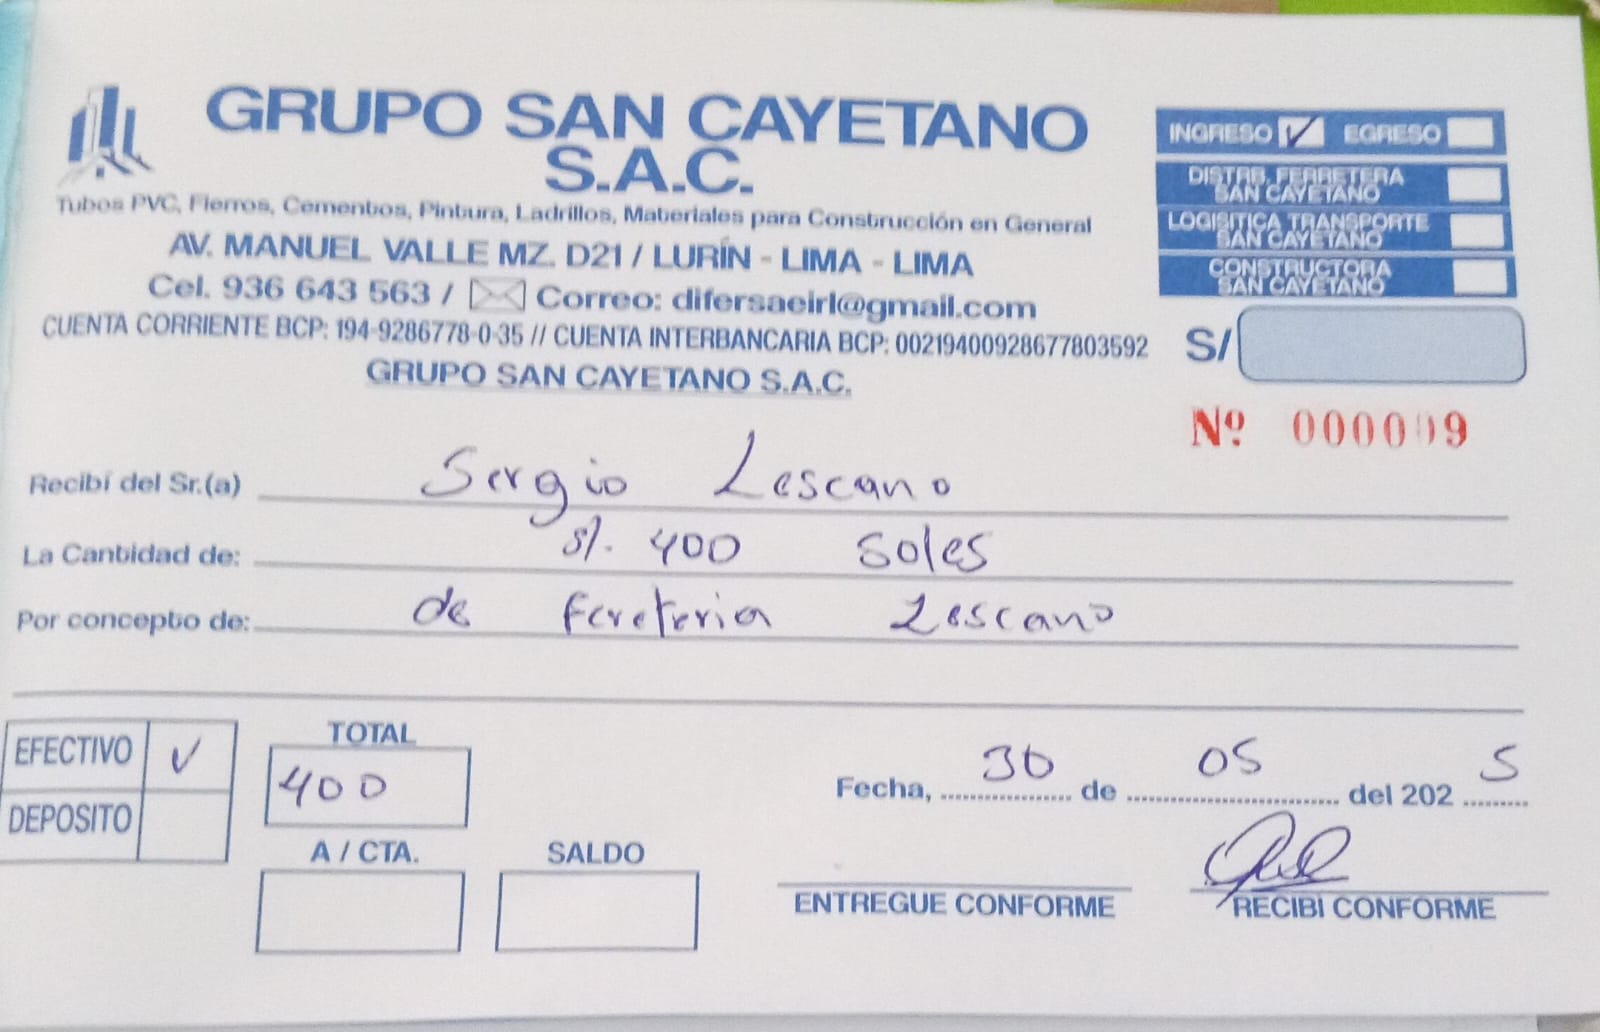 GRUPO SAN CAYETANO
S.A.C.
Tubos PVC, Fierros, Cementos, Pintura, Ladrillos, Materiales para Construcción en General
AV. MANUEL VALLE MZ. D21 / LURÍN - LIMA - LIMA
Cel. 936 643 563 / Correo: difersaeirl@gmail.com
CUENTA CORRIENTE BCP: 194-9286778-0-35 // CUENTA INTERBANCARIA BCP: 00219400928677803592
GRUPO SAN CAYETANO S.A.C.
INGRESO ✓ EGRESO
DISTRB. FERRETERA
SAN CAYETANO
LOGISITICA TRANSPORTE
SAN CAYETANO
CONSTRUCTORA
SAN CAYETANO
S/
Nº 000009
Recibí del Sr.(a) Sergio Lescano
La Cantidad de: S/. 400 Soles
Por concepto de: de Fereteria Lescano
EFECTIVO ✓
DEPOSITO
TOTAL
400
A / CTA.
SALDO
Fecha, 30 de 05 del 2025
ENTREGUE CONFORME
RECIBI CONFORME